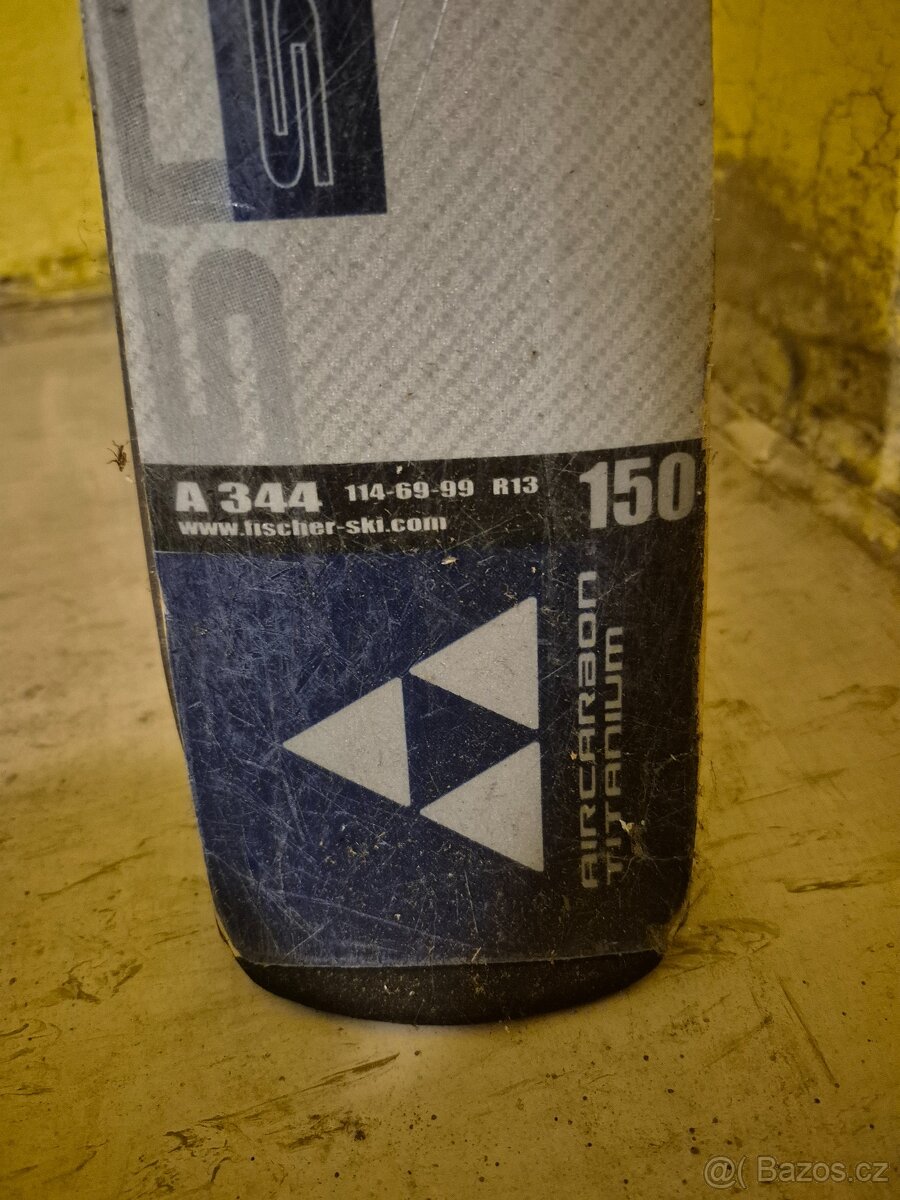 A 344 114-69-99 R13 150
www.fischer-ski.com
AIRCARBON
TITANIUM
@( Bazos.cz